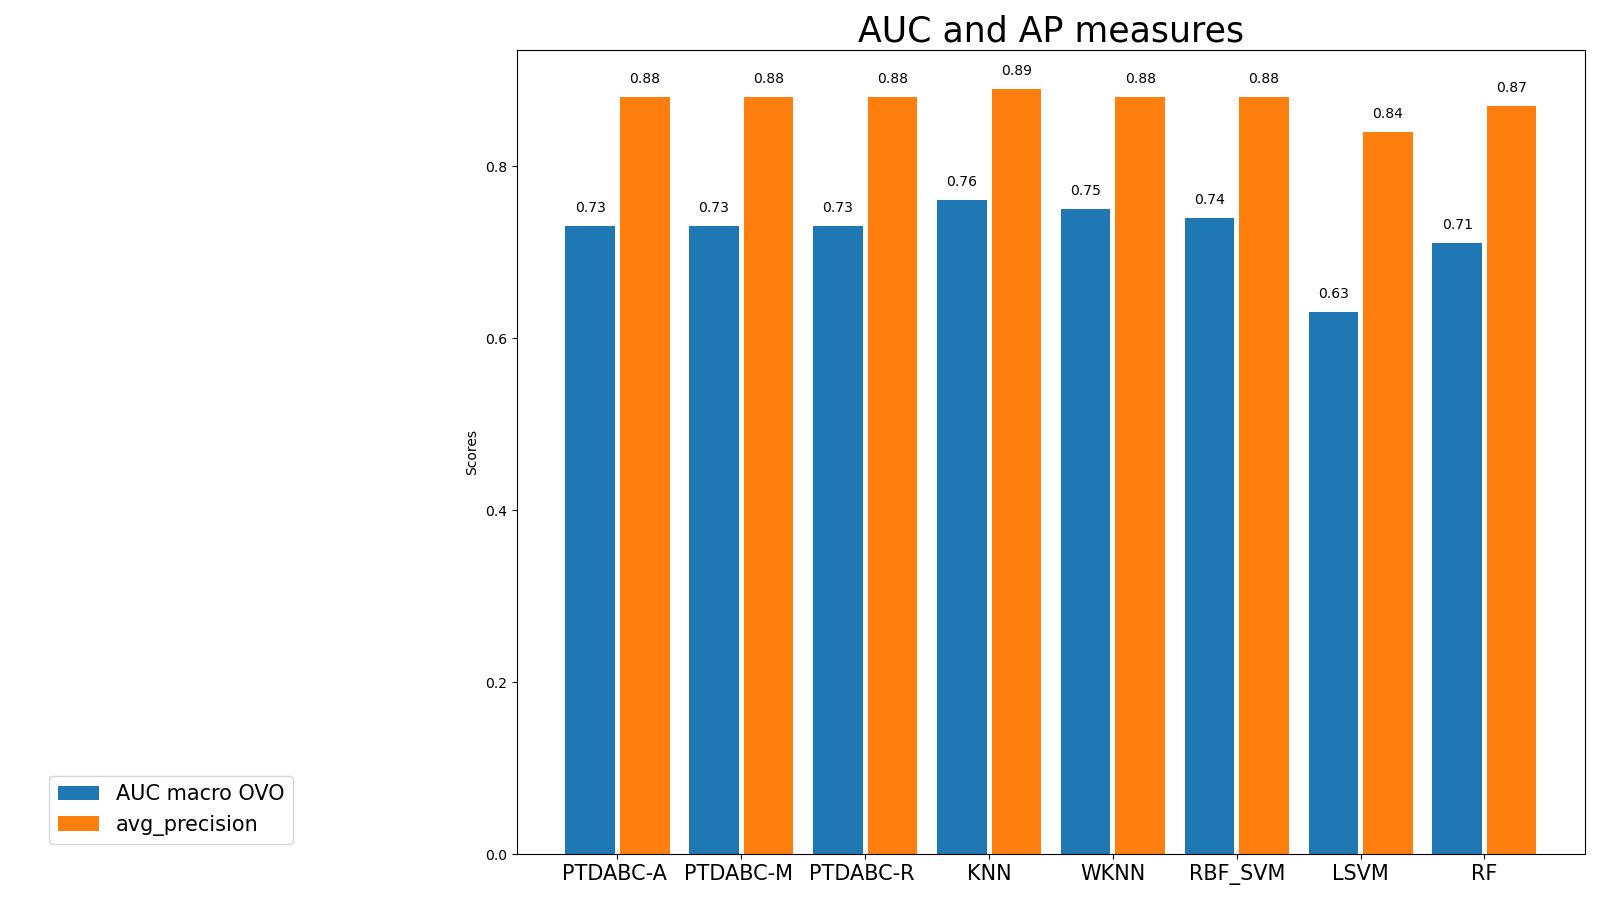 AUC and AP measures
0.88 0.88 0.88 0.89 0.88 0.88 0.84 0.87
0.73 0.73 0.73 0.76 0.75 0.74 0.63 0.71
0.8
0.6
0.4
0.2
0.0
Scores
PTDABC-A PTDABC-M PTDABC-R KNN WKNN RBF_SVM LSVM RF
AUC macro OVO
avg_precision